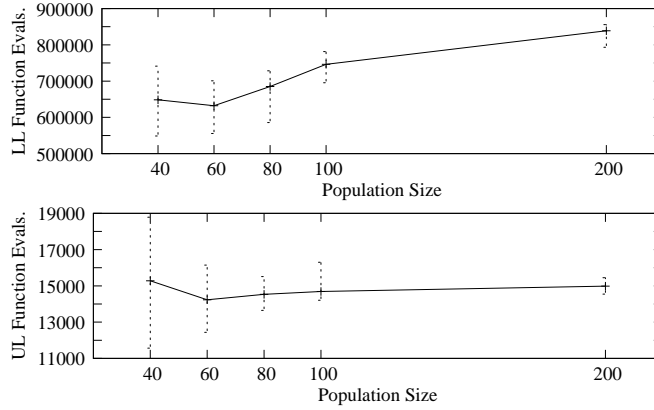 LL Function Evals.
900000
800000
700000
600000
500000
40 60 80 100 200
Population Size
UL Function Evals.
19000
17000
15000
13000
11000
40 60 80 100 200
Population Size